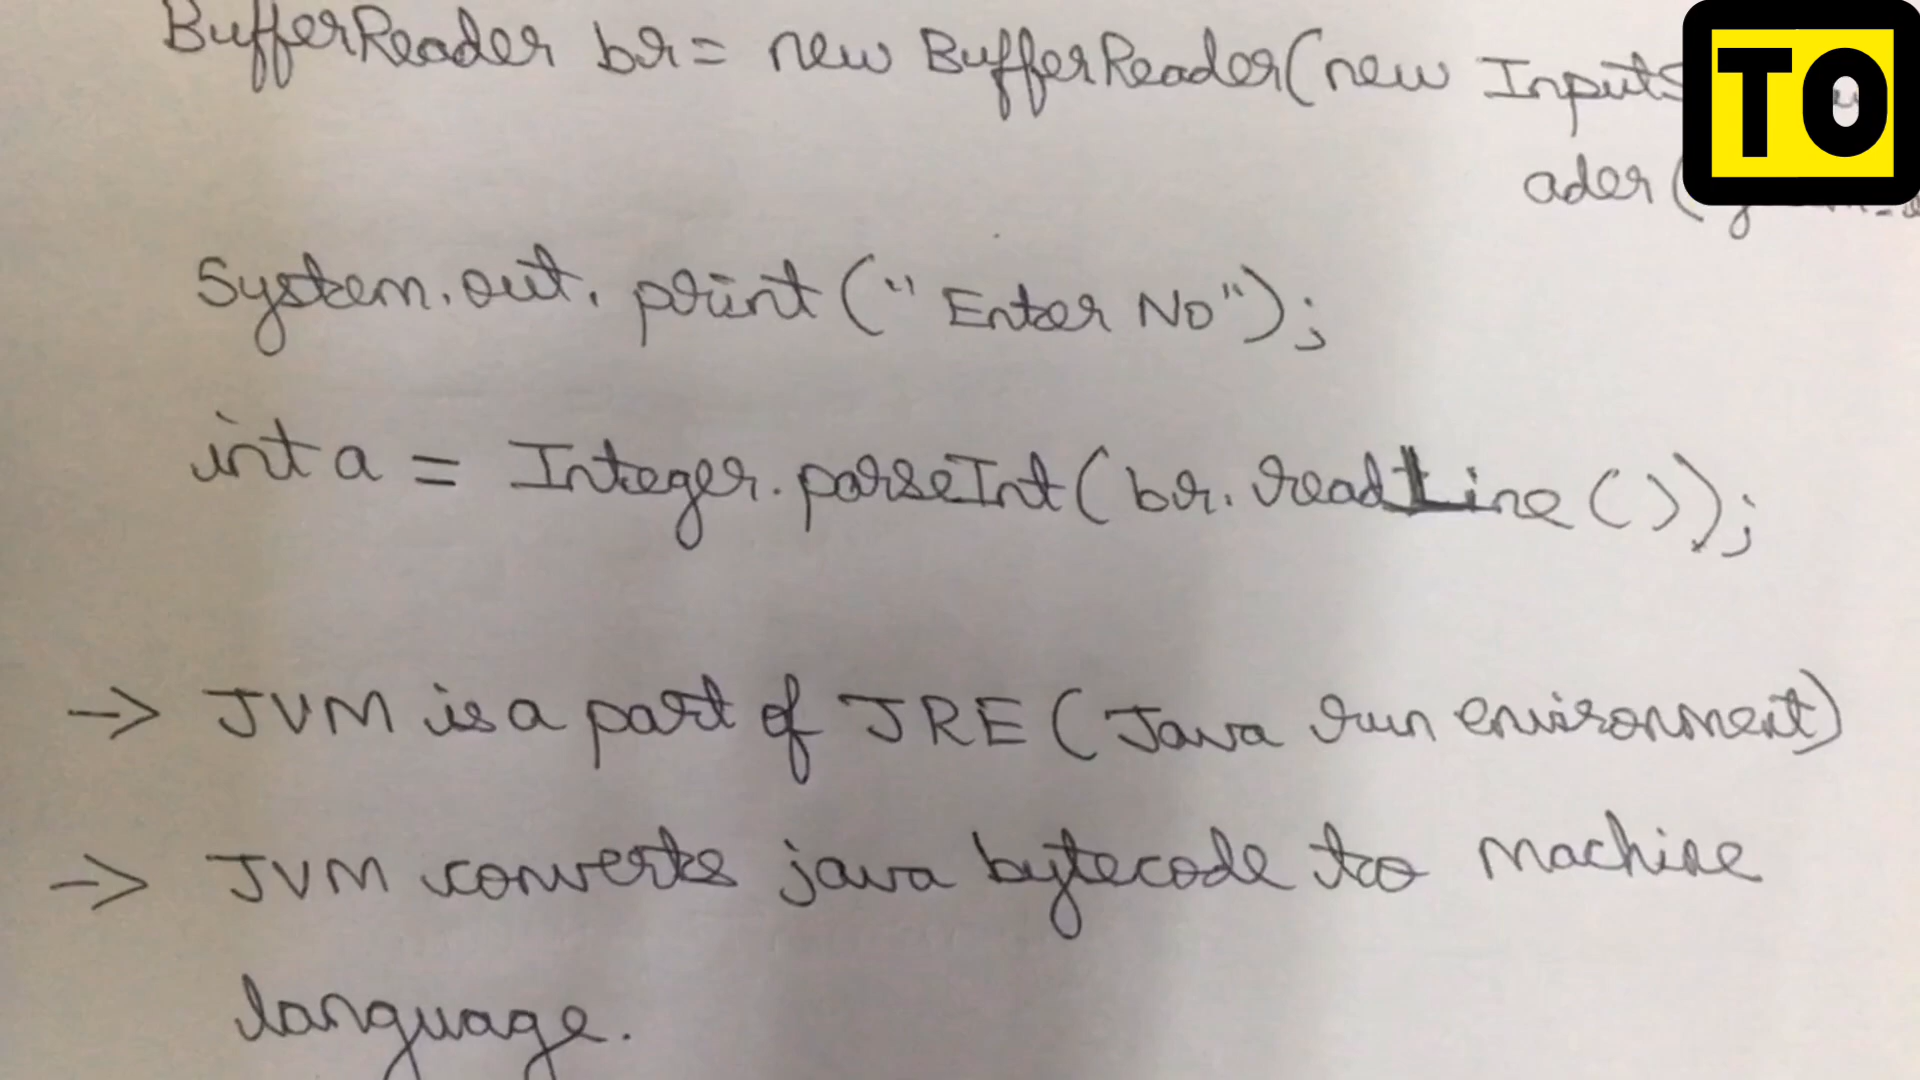 BufferReader br = new BufferReader(new InputS
TO
ader(
System.out.print("Enter No");
int a = Integer.parseInt(br.readLine());
-> JVM is a part of JRE (Java run environment)
-> JVM converts java bytecode to machine
language.